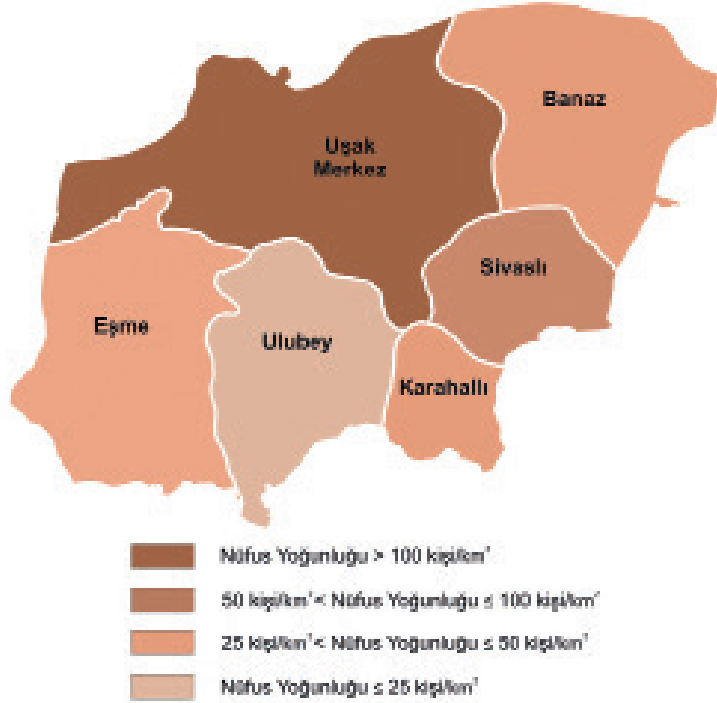 Banaz
Uşak
Merkez
Sivaslı
Eşme
Ulubey
Karahallı
Nüfus Yoğunluğu > 100 kişi/km²
50 kişi/km² < Nüfus Yoğunluğu ≤ 100 kişi/km²
25 kişi/km² < Nüfus Yoğunluğu ≤ 50 kişi/km²
Nüfus Yoğunluğu ≤ 25 kişi/km²